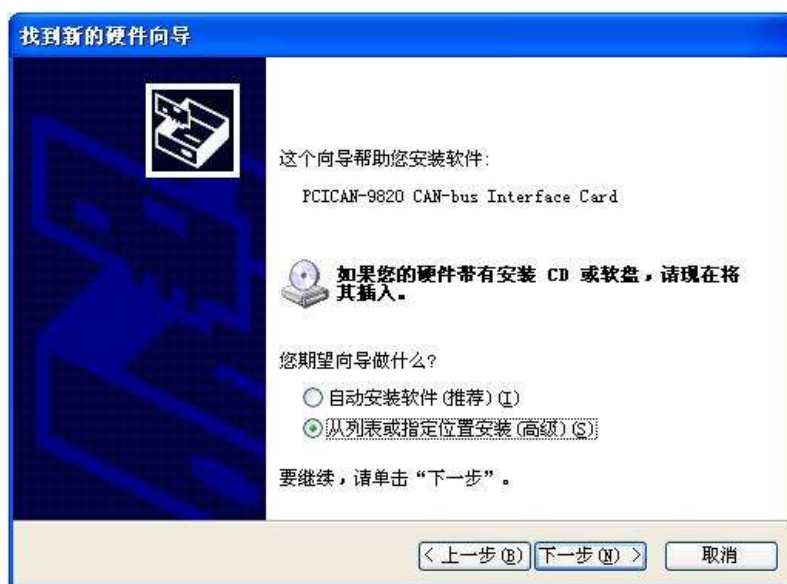 找到新的硬件向导
这个向导帮助您安装软件:
PCICAN-9820 CAN-bus Interface Card
如果您的硬件带有安装 CD 或软盘，请现在将
其插入。
您期望向导做什么?
自动安装软件(推荐)(I)
从列表或指定位置安装(高级)(S)
要继续，请单击“下一步”。
< 上一步(B) 下一步(N) > 取消